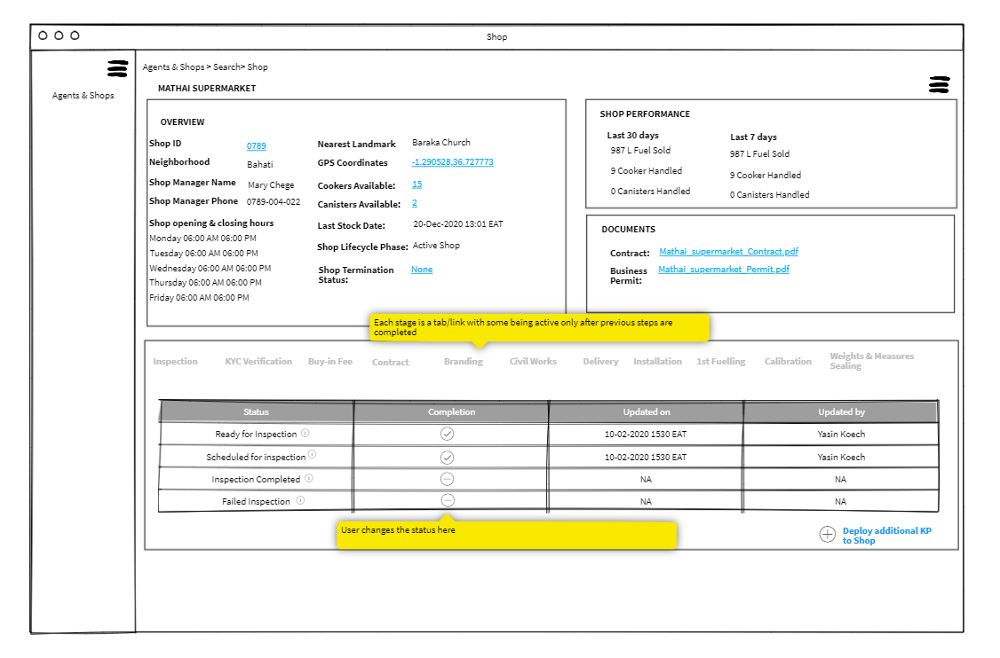 Shop
Agents & Shops
Agents & Shops > Search> Shop
MATHAI SUPERMARKET
OVERVIEW
Shop ID 0789
Neighborhood Bahati
Shop Manager Name Mary Chege
Shop Manager Phone 0789-004-022
Shop opening & closing hours
Monday 06:00 AM 06:00 PM
Tuesday 06:00 AM 06:00 PM
Wednesday 06:00 AM 06:00 PM
Thursday 06:00 AM 06:00 PM
Friday 06:00 AM 06:00 PM
Nearest Landmark Baraka Church
GPS Coordinates -1.290528,36.727773
Cookers Available: 15
Canisters Available: 2
Last Stock Date: 20-Dec-2020 13:01 EAT
Shop Lifecycle Phase: Active Shop
Shop Termination None
Status:
SHOP PERFORMANCE
Last 30 days
987 L Fuel Sold
9 Cooker Handled
0 Canisters Handled
Last 7 days
987 L Fuel Sold
9 Cooker Handled
0 Canisters Handled
DOCUMENTS
Contract: Mathai_supermarket_Contract.pdf
Business Mathai_supermarket_Permit.pdf
Permit:
Each stage is a tab/link with some being active only after previous steps are
completed
Inspection KYC Verification Buy-in Fee Contract Branding Civil Works Delivery Installation 1st Fuelling Calibration Weights & Measures
Sealing
Status Completion Updated on Updated by
Ready for Inspection 10-02-2020 1530 EAT Yasin Koech
Scheduled for inspection 10-02-2020 1530 EAT Yasin Koech
Inspection Completed NA NA
Failed Inspection NA NA
User changes the status here
Deploy additional KP
to Shop